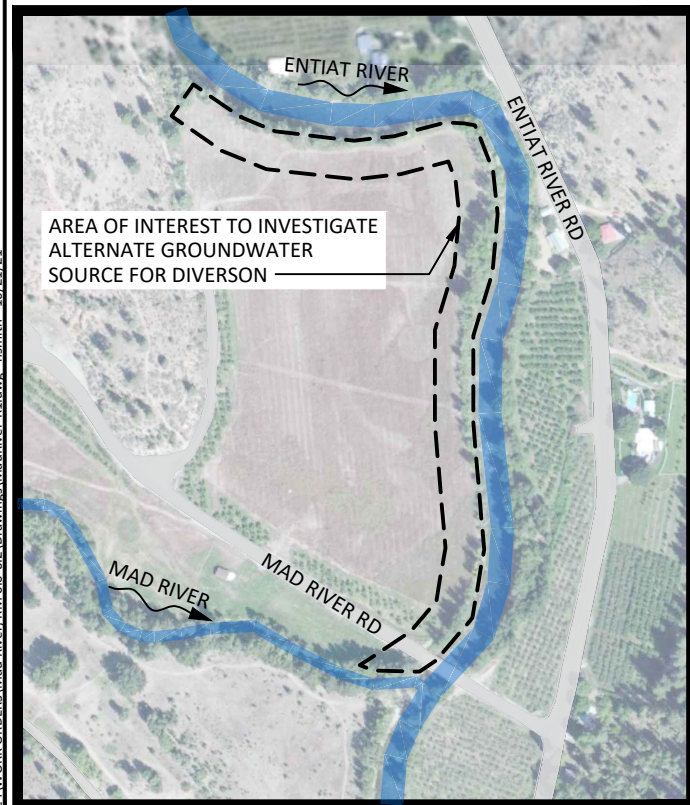 ENTIAT RIVER
ENTIAT RIVER RD
AREA OF INTEREST TO INVESTIGATE
ALTERNATE GROUNDWATER
SOURCE FOR DIVERSON
MAD RIVER
MAD RIVER RD